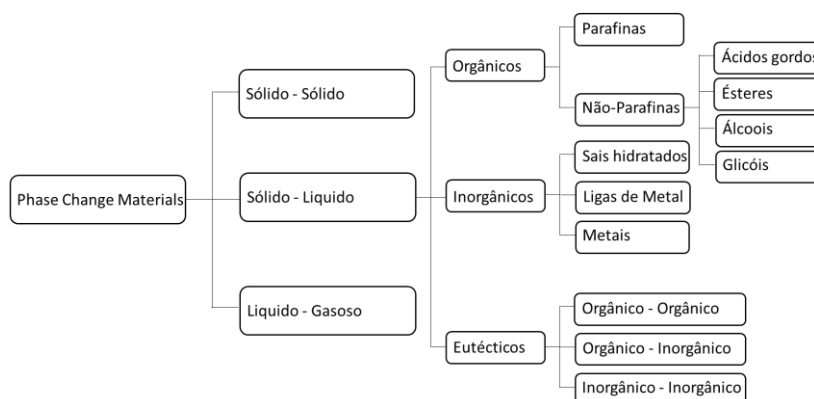 Phase Change Materials
Sólido - Sólido
Sólido - Liquido
Liquido - Gasoso
Orgânicos
Inorgânicos
Eutécticos
Parafinas
Não-Parafinas
Sais hidratados
Ligas de Metal
Metais
Orgânico - Orgânico
Orgânico - Inorgânico
Inorgânico - Inorgânico
Ácidos gordos
Ésteres
Álcoois
Glicóis